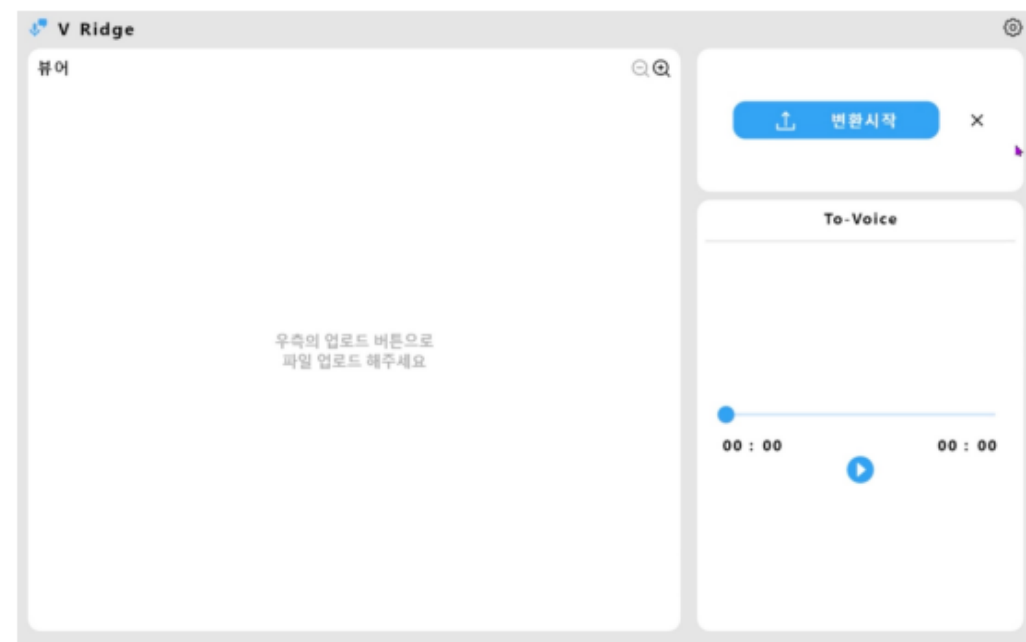 V Ridge
뷰어
변환시작
우측의 업로드 버튼으로
파일 업로드 해주세요
To-Voice
00 : 00
00 : 00